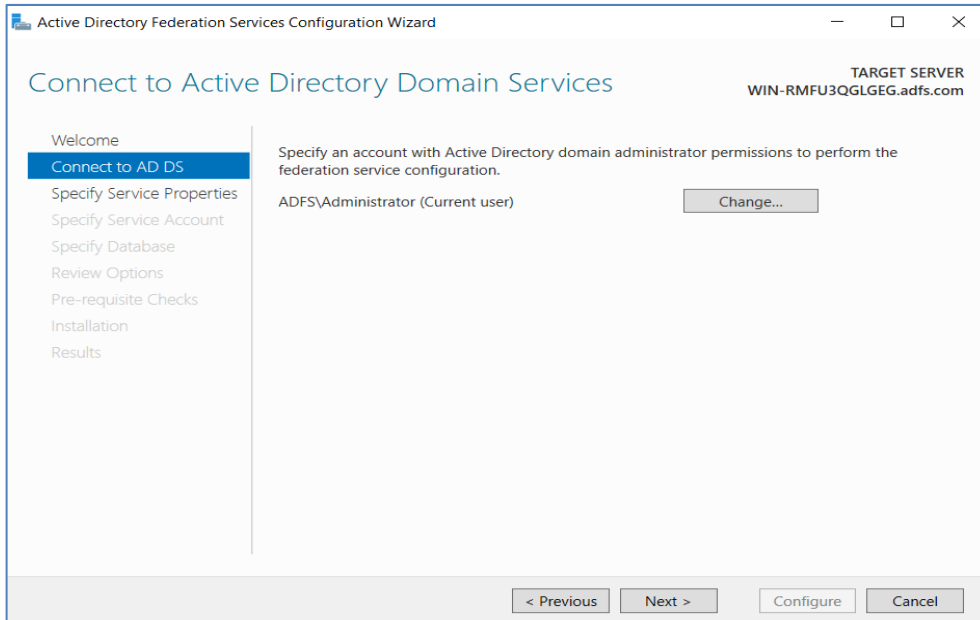 Active Directory Federation Services Configuration Wizard
Connect to Active Directory Domain Services
TARGET SERVER
WIN-RMFU3QGLGEG.adfs.com
Welcome
Connect to AD DS
Specify Service Properties
Specify Service Account
Specify Database
Review Options
Pre-requisite Checks
Installation
Results
Specify an account with Active Directory domain administrator permissions to perform the
federation service configuration.
ADFS\Administrator (Current user)
Change...
< Previous
Next >
Configure
Cancel